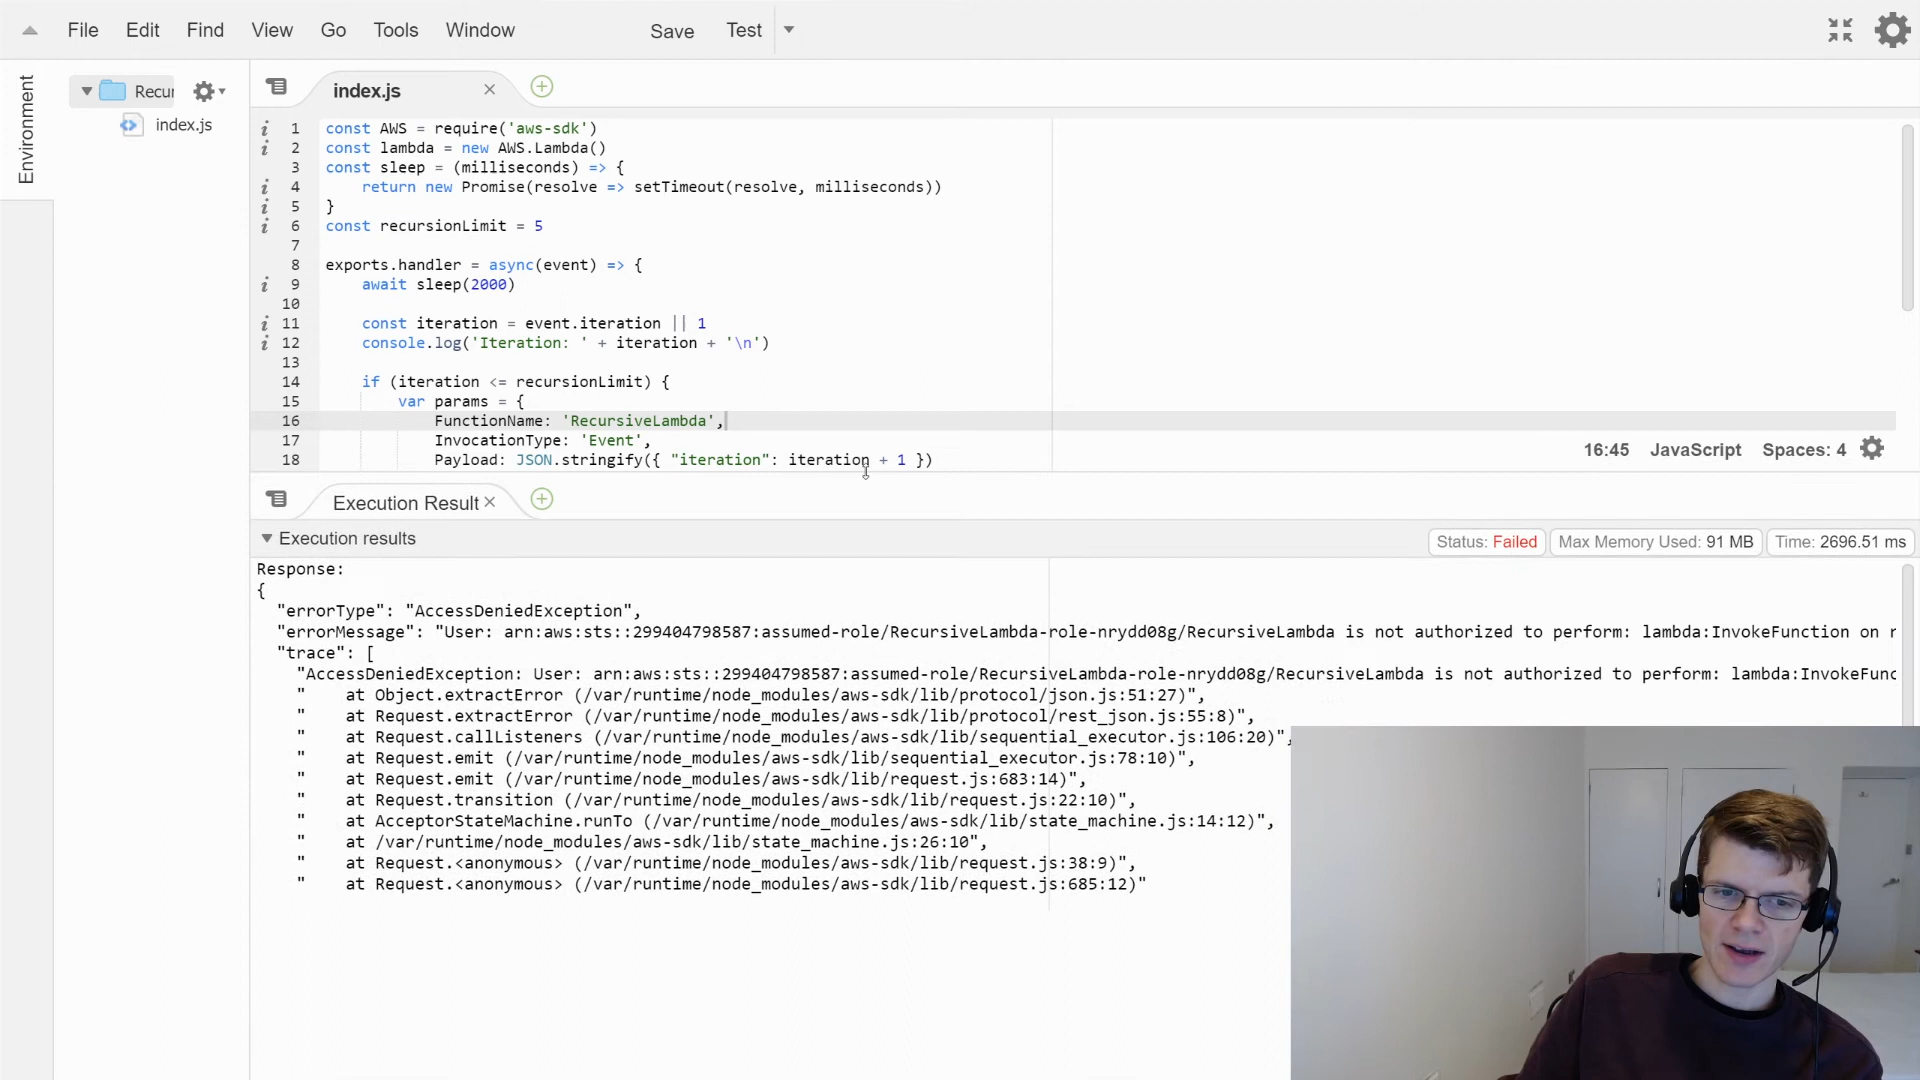 File Edit Find View Go Tools Window Save Test
Environment
Recur
index.js
index.js
1 const AWS = require('aws-sdk')
2 const lambda = new AWS.Lambda()
3 const sleep = (milliseconds) => {
4 return new Promise(resolve => setTimeout(resolve, milliseconds))
5 }
6 const recursionLimit = 5
7
8 exports.handler = async(event) => {
9 await sleep(2000)
10
11 const iteration = event.iteration || 1
12 console.log('Iteration: ' + iteration + '\n')
13
14 if (iteration <= recursionLimit) {
15 var params = {
16 FunctionName: 'RecursiveLambda',
17 InvocationType: 'Event',
18 Payload: JSON.stringify({ "iteration": iteration + 1 })
16:45 JavaScript Spaces: 4
Execution Result
Execution results
Status: Failed Max Memory Used: 91 MB Time: 2696.51 ms
Response:
{
"errorType": "AccessDeniedException",
"errorMessage": "User: arn:aws:sts::299404798587:assumed-role/RecursiveLambda-role-nrydd08g/RecursiveLambda is not authorized to perform: lambda:InvokeFunction on r
"trace": [
"AccessDeniedException: User: arn:aws:sts::299404798587:assumed-role/RecursiveLambda-role-nrydd08g/RecursiveLambda is not authorized to perform: lambda:InvokeFunc
" at Object.extractError (/var/runtime/node_modules/aws-sdk/lib/protocol/json.js:51:27)",
" at Request.extractError (/var/runtime/node_modules/aws-sdk/lib/protocol/rest_json.js:55:8)",
" at Request.callListeners (/var/runtime/node_modules/aws-sdk/lib/sequential_executor.js:106:20)",
" at Request.emit (/var/runtime/node_modules/aws-sdk/lib/sequential_executor.js:78:10)",
" at Request.emit (/var/runtime/node_modules/aws-sdk/lib/request.js:683:14)",
" at Request.transition (/var/runtime/node_modules/aws-sdk/lib/request.js:22:10)",
" at AcceptorStateMachine.runTo (/var/runtime/node_modules/aws-sdk/lib/state_machine.js:14:12)",
" at /var/runtime/node_modules/aws-sdk/lib/state_machine.js:26:10",
" at Request.<anonymous> (/var/runtime/node_modules/aws-sdk/lib/request.js:38:9)",
" at Request.<anonymous> (/var/runtime/node_modules/aws-sdk/lib/request.js:685:12)"